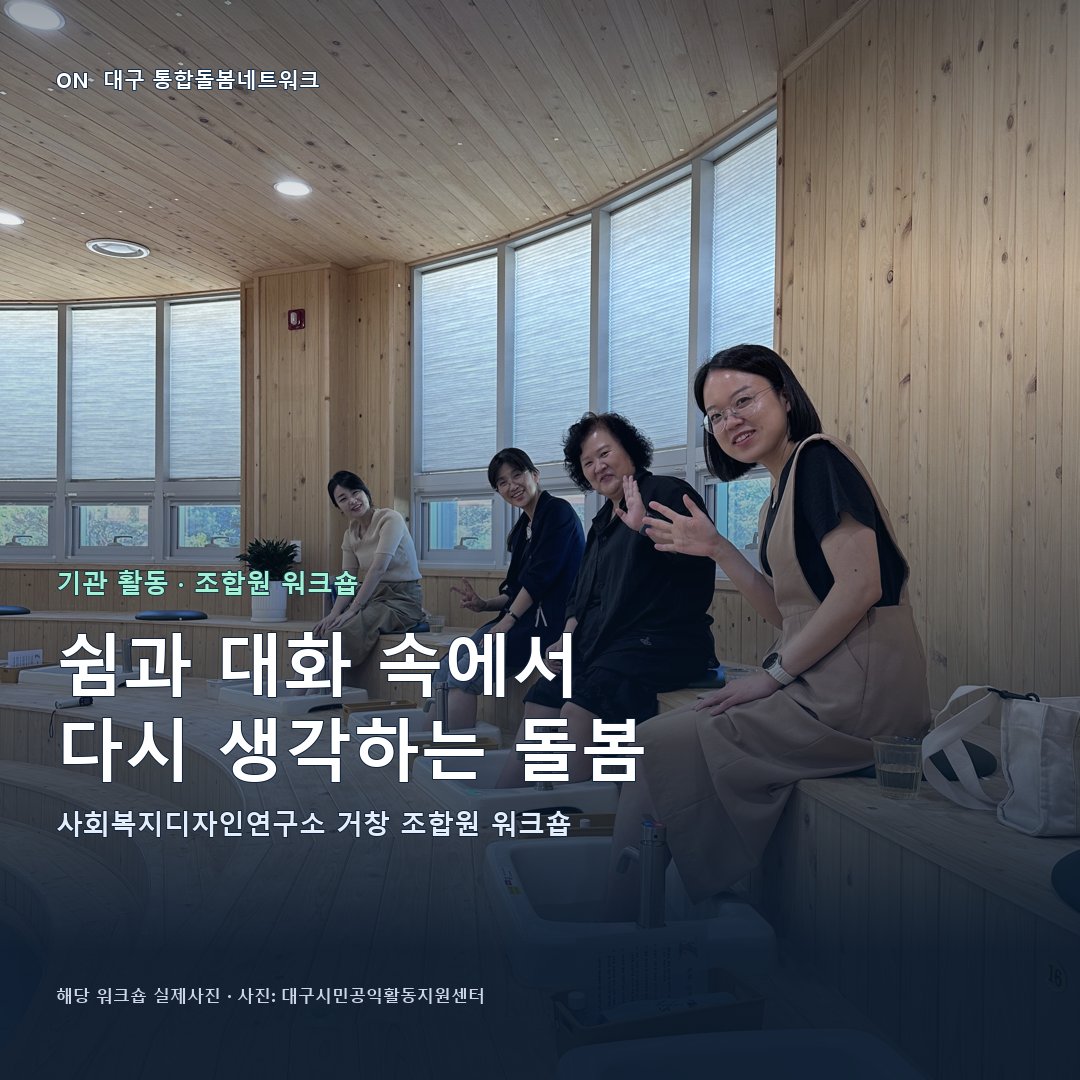 ON 대구 통합돌봄네트워크
기관 활동 · 조합원 워크숍
쉼과 대화 속에서
다시 생각하는 돌봄
사회복지디자인연구소 거창 조합원 워크숍
해당 워크숍 실제사진 · 사진: 대구시민공익활동지원센터
16